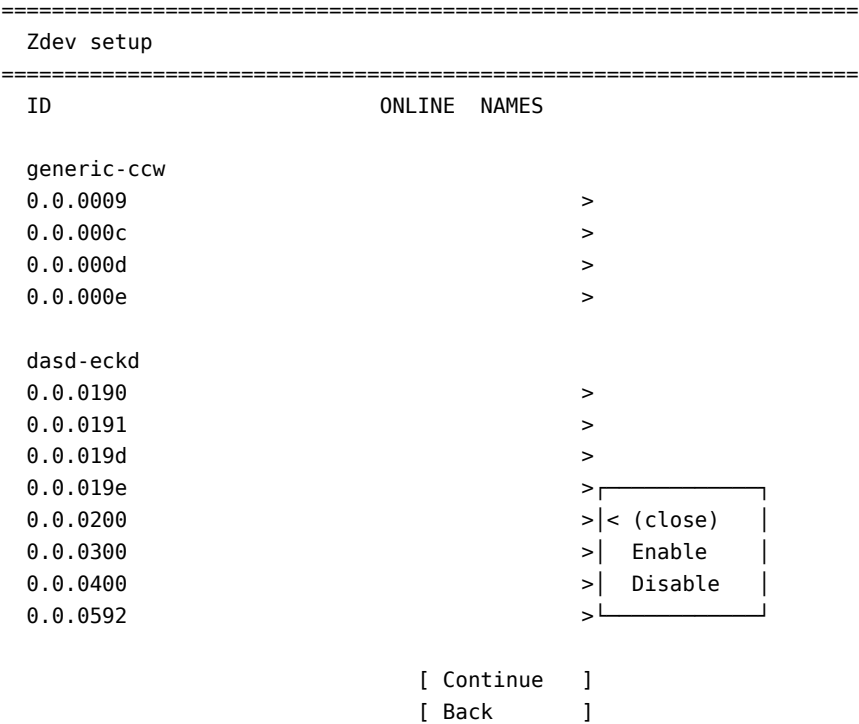 ====================================================================
Zdev setup
====================================================================
ID ONLINE NAMES
generic-ccw
0.0.0009 >
0.0.000c >
0.0.000d >
0.0.000e >
dasd-eckd
0.0.0190 >
0.0.0191 >
0.0.019d >
0.0.019e >
0.0.0200 >< (close)
0.0.0300 > Enable
0.0.0400 > Disable
0.0.0592 >
[ Continue ]
[ Back ]